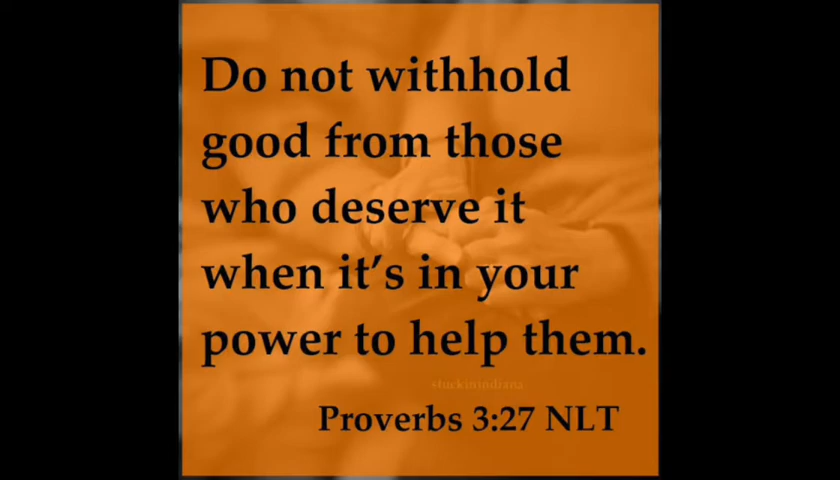 Do not withhold
good from those
who deserve it
when it's in your
power to help them.
Proverbs 3:27 NLT